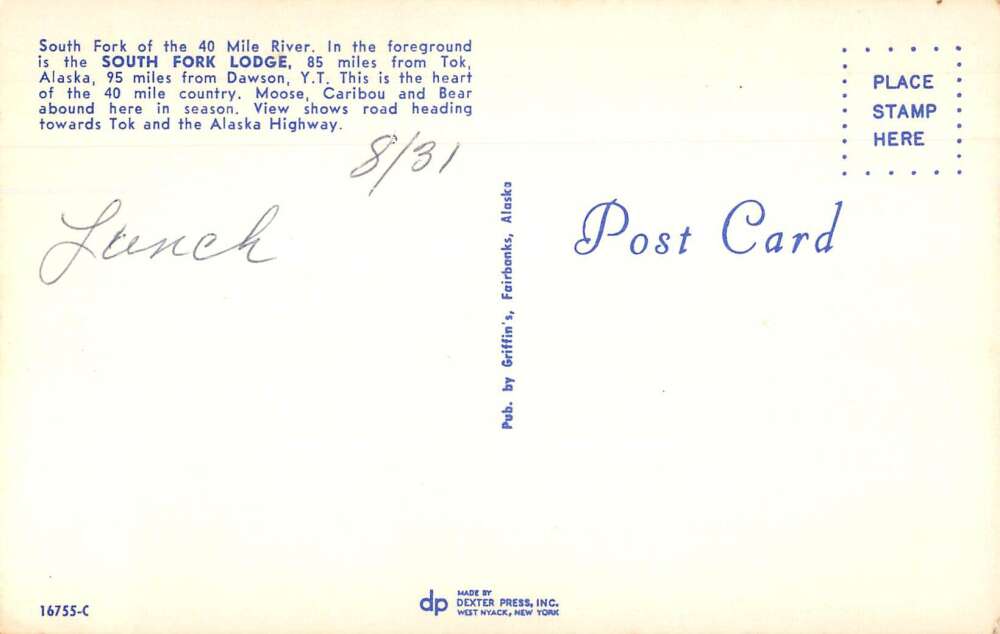 South Fork of the 40 Mile River. In the foreground
is the SOUTH FORK LODGE, 85 miles from Tok,
Alaska, 95 miles from Dawson, Y.T. This is the heart
of the 40 mile country. Moose, Caribou and Bear
abound here in season. View shows road heading
towards Tok and the Alaska Highway.
8/31
Lunch
PLACE
STAMP
HERE
Post Card
Pub. by Griffin's, Fairbanks, Alaska
16755-C
dp
MADE BY
DEXTER PRESS, INC.
WEST NYACK, NEW YORK